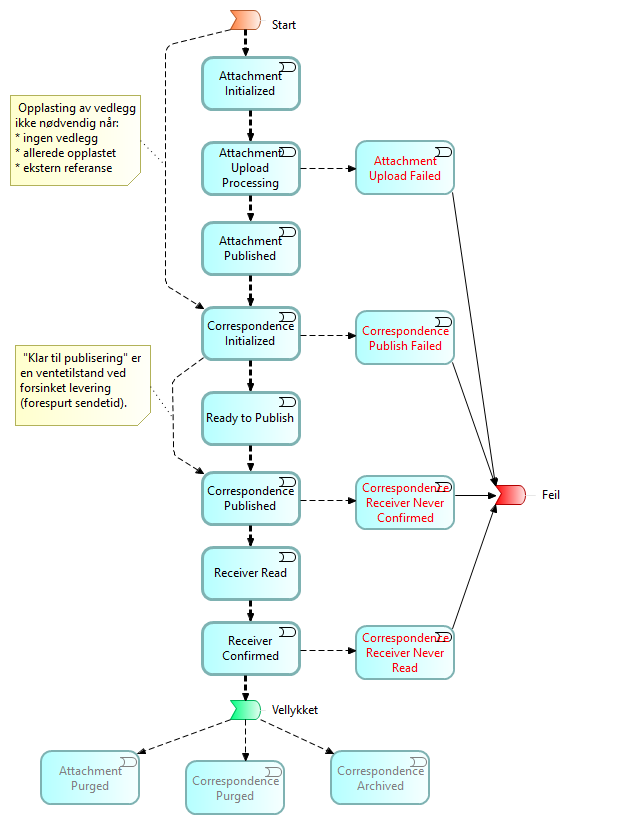 Start
Attachment
Initialized
Opplasting av vedlegg
ikke nødvendig når:
* ingen vedlegg
* allerede opplastet
* ekstern referanse
Attachment
Upload
Processing
Attachment
Upload Failed
Attachment
Published
Correspondence
Initialized
Correspondence
Publish Failed
"Klar til publisering" er
en ventetilstand ved
forsinket levering
(forespurt sendetid).
Ready to Publish
Correspondence
Published
Correspondence
Receiver Never
Confirmed
Feil
Receiver Read
Receiver
Confirmed
Correspondence
Receiver Never
Read
Vellykket
Attachment
Purged
Correspondence
Purged
Correspondence
Archived